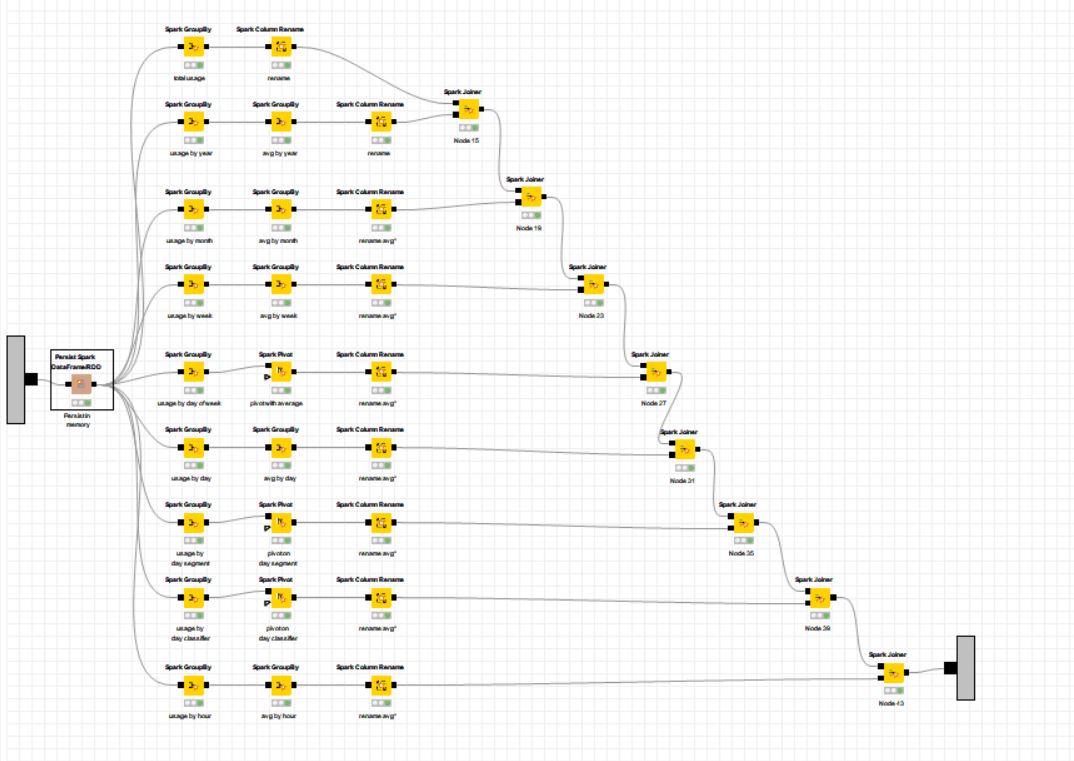 Spark GroupBy
Spark Column Rename
total usage
rename
Spark Joiner
Node 15
Spark GroupBy
Spark GroupBy
Spark Column Rename
usage by year
avg by year
rename
Spark Joiner
Node 19
Spark GroupBy
Spark GroupBy
Spark Column Rename
usage by month
avg by month
rename avg*
Spark Joiner
Node 23
Spark GroupBy
Spark GroupBy
Spark Column Rename
usage by week
avg by week
rename avg*
Persist Spark
DataFrame/RDD
Persist in
memory
Spark GroupBy
Spark Pivot
Spark Column Rename
usage by day of week
pivot with average
rename avg*
Spark Joiner
Node 27
Spark GroupBy
Spark GroupBy
Spark Column Rename
usage by day
avg by day
rename avg*
Spark Joiner
Node 31
Spark GroupBy
Spark Pivot
Spark Column Rename
usage by
day segment
pivot on
day segment
rename avg*
Spark Joiner
Node 35
Spark GroupBy
Spark Pivot
Spark Column Rename
usage by
day classifier
pivot on
day classifier
rename avg*
Spark Joiner
Node 39
Spark GroupBy
Spark GroupBy
Spark Column Rename
usage by hour
avg by hour
rename avg*
Spark Joiner
Node 43